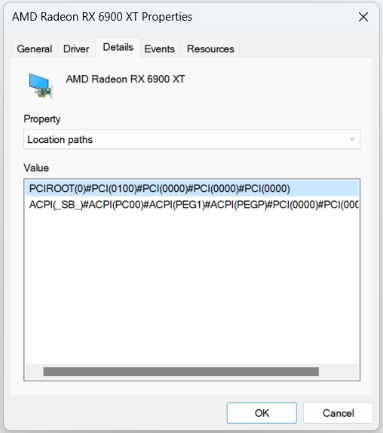 AMD Radeon RX 6900 XT Properties
General Driver Details Events Resources
AMD Radeon RX 6900 XT
Property
Location paths
Value
PCIROOT(0)#PCI(0100)#PCI(0000)#PCI(0000)#PCI(0000)
ACPI(_SB_)#ACPI(PC00)#ACPI(PEG1)#ACPI(PEGP)#PCI(0000)#PCI(000
OK Cancel